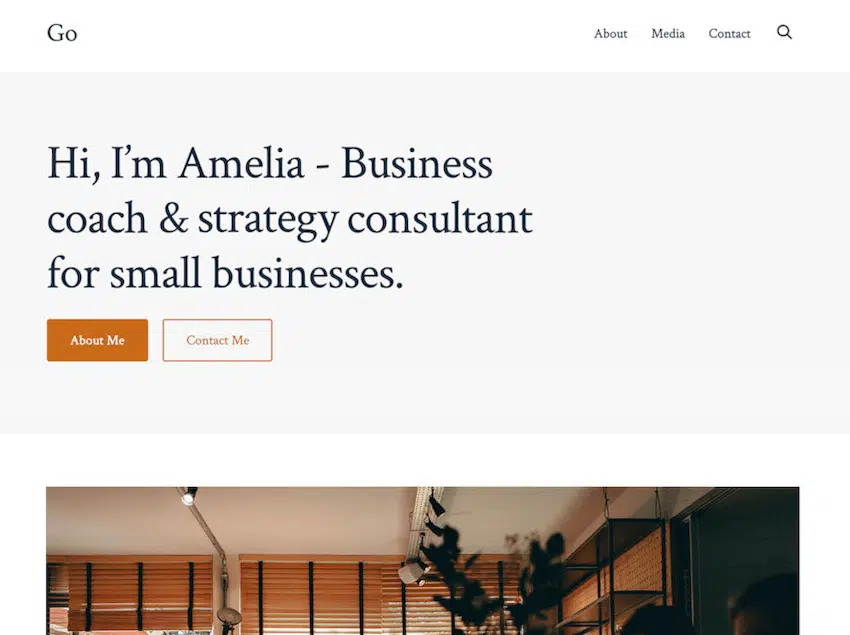 Go
About
Media
Contact
Hi, I’m Amelia - Business
coach & strategy consultant
for small businesses.
About Me
Contact Me